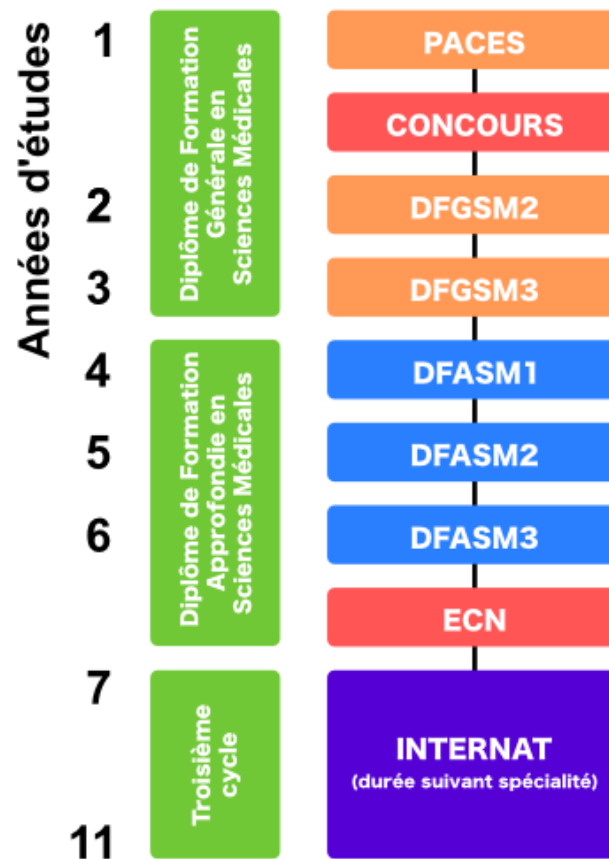 Années d'études
1
2
3
4
5
6
7
11
Diplôme de Formation
Générale en
Sciences Médicales
Diplôme de Formation
Approfondie en
Sciences Médicales
Troisième
cycle
PACES
CONCOURS
DFGSM2
DFGSM3
DFASM1
DFASM2
DFASM3
ECN
INTERNAT
(durée suivant spécialité)